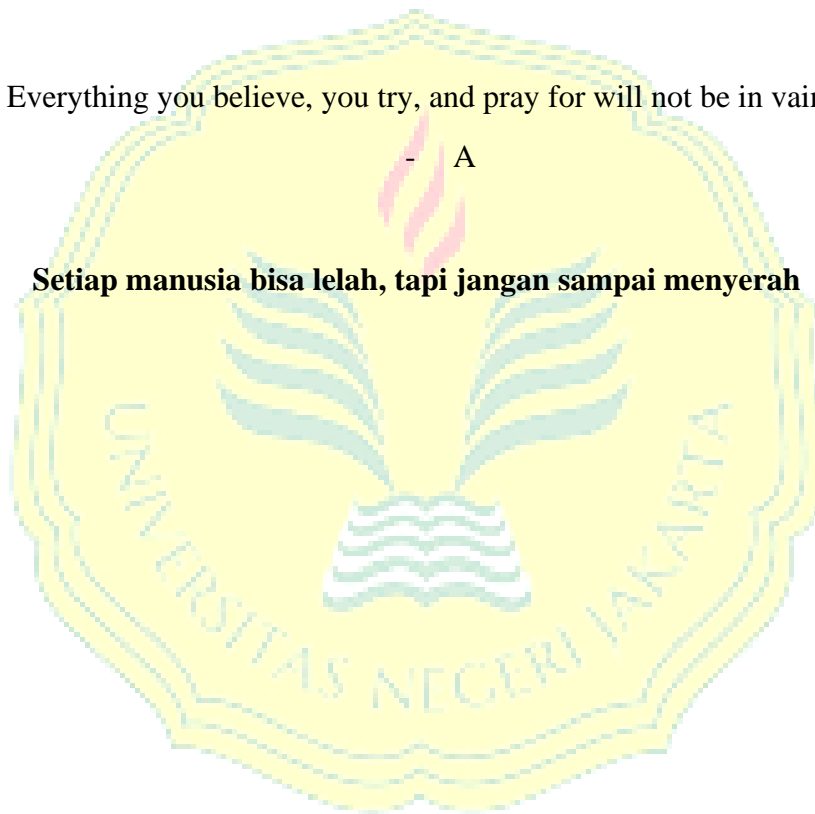 Everything you believe, you try, and pray for will not be in vain
- A
Setiap manusia bisa lelah, tapi jangan sampai menyerah
UNIVERSITAS NEGERI JAKARTA